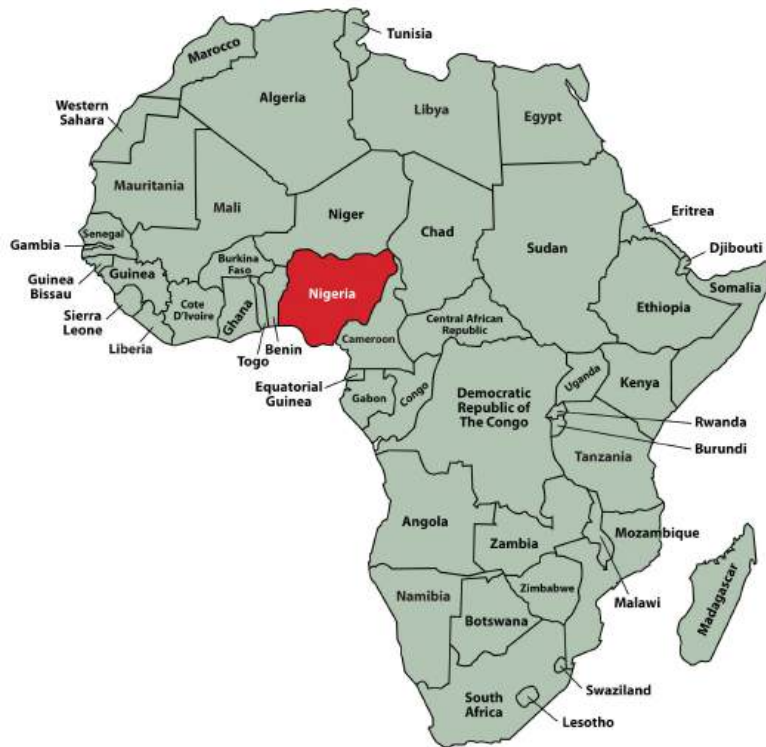 Tunisia
Marocco
Algeria
Libya
Egypt
Western
Sahara
Mauritania
Mali
Niger
Chad
Sudan
Eritrea
Djibouti
Senegal
Gambia
Guinea
Bissau
Guinea
Burkina
Faso
Nigeria
Somalia
Ethiopia
Sierra
Leone
Cote
D'Ivoire
Ghana
Liberia
Togo
Benin
Cameroon
Central African
Republic
Equatorial
Guinea
Gabon
Congo
Democratic
Republic of
The Congo
Uganda
Kenya
Rwanda
Burundi
Tanzania
Angola
Zambia
Mozambique
Malawi
Madagascar
Namibia
Zimbabwe
Botswana
Swaziland
South
Africa
Lesotho